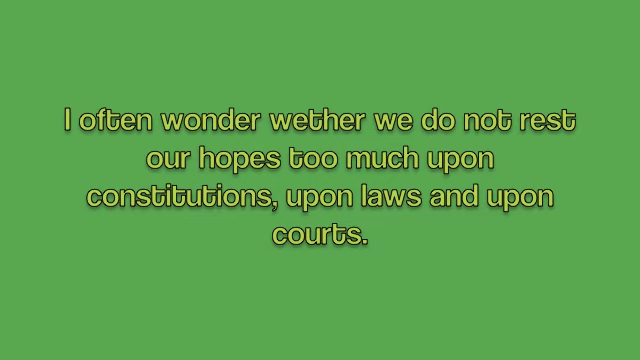 I often wonder wether we do not rest
our hopes too much upon
constitutions, upon laws and upon
courts.